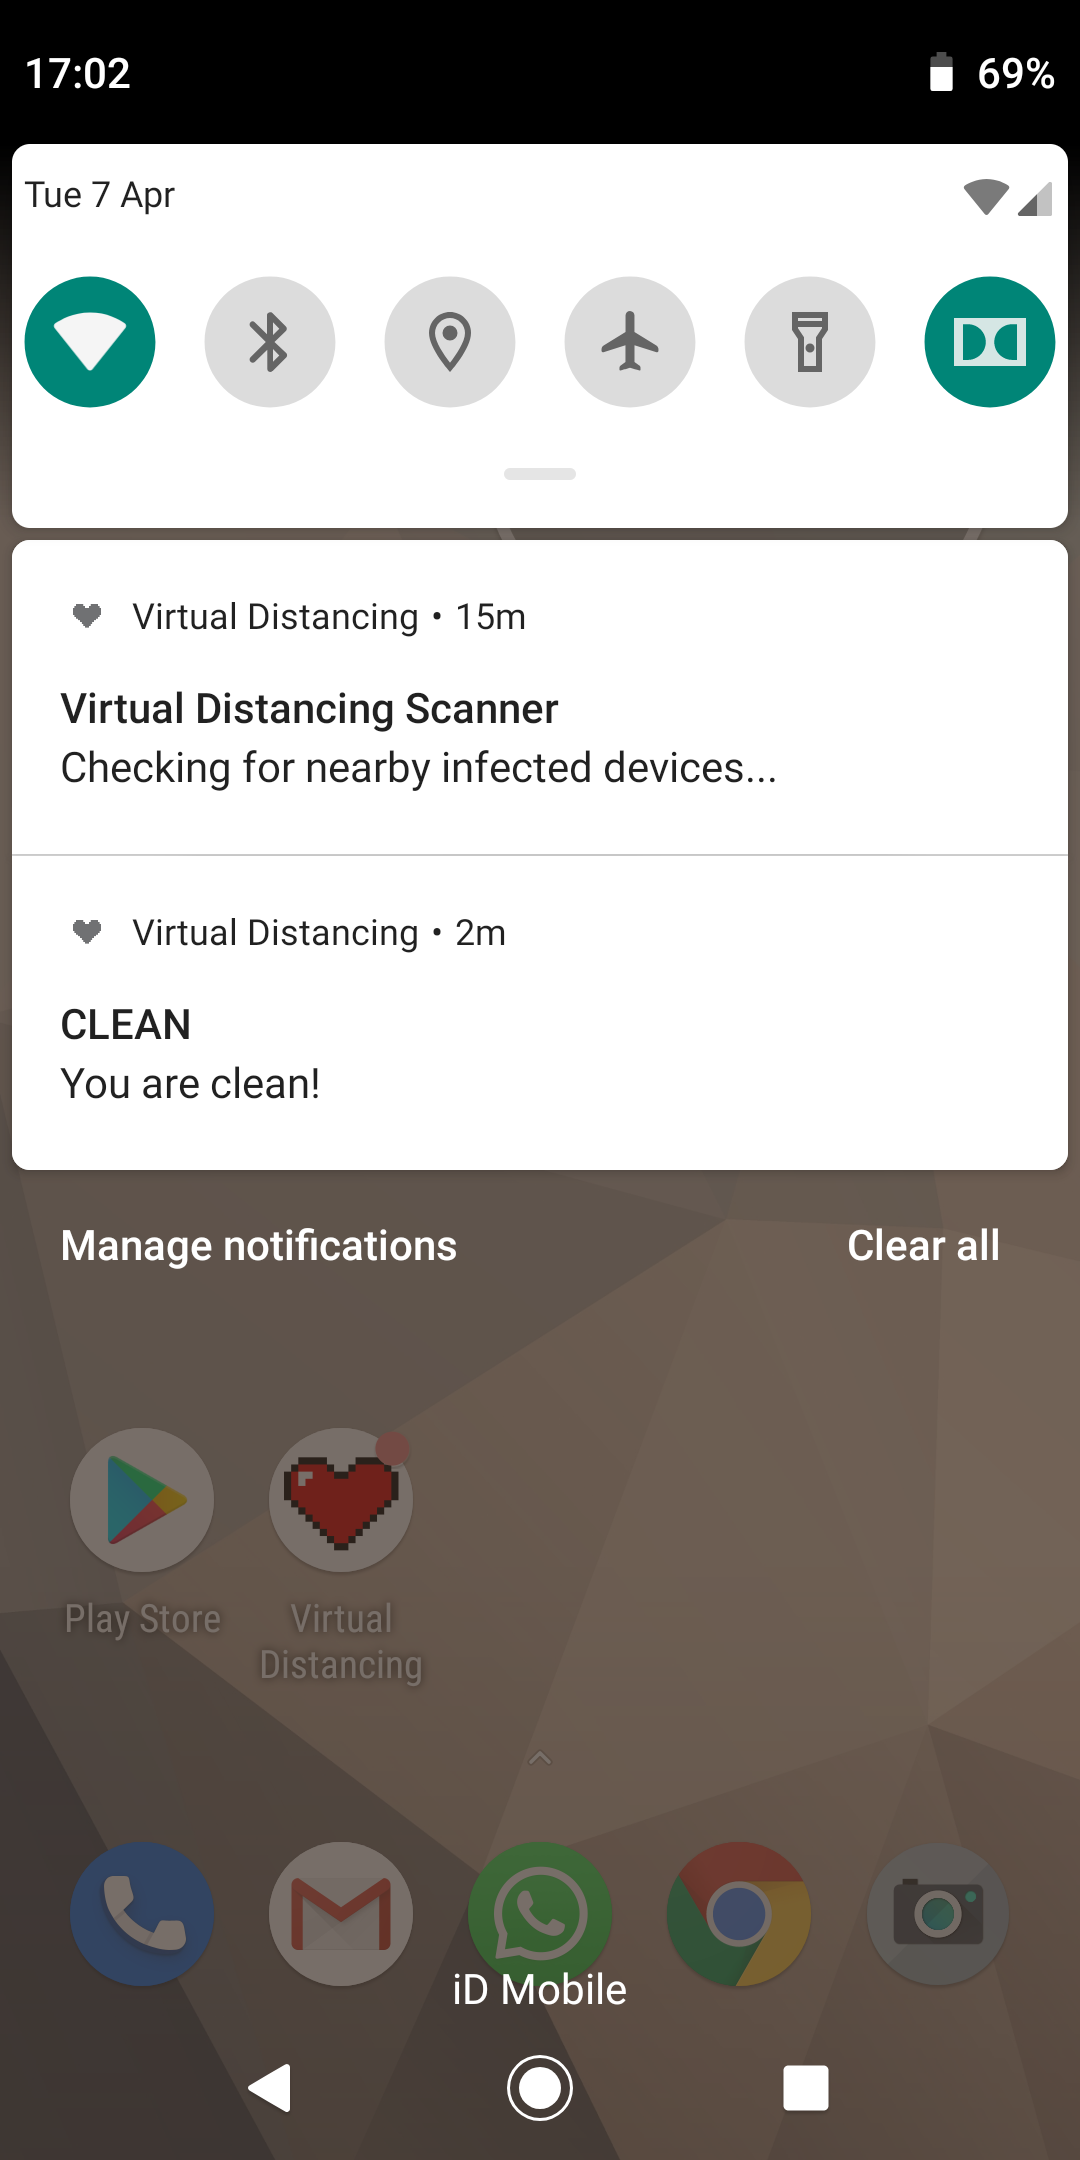 17:02
69%
Tue 7 Apr
Virtual Distancing • 15m
Virtual Distancing Scanner
Checking for nearby infected devices...
Virtual Distancing • 2m
CLEAN
You are clean!
Manage notifications
Clear all
Play Store
Virtual
Distancing
iD Mobile